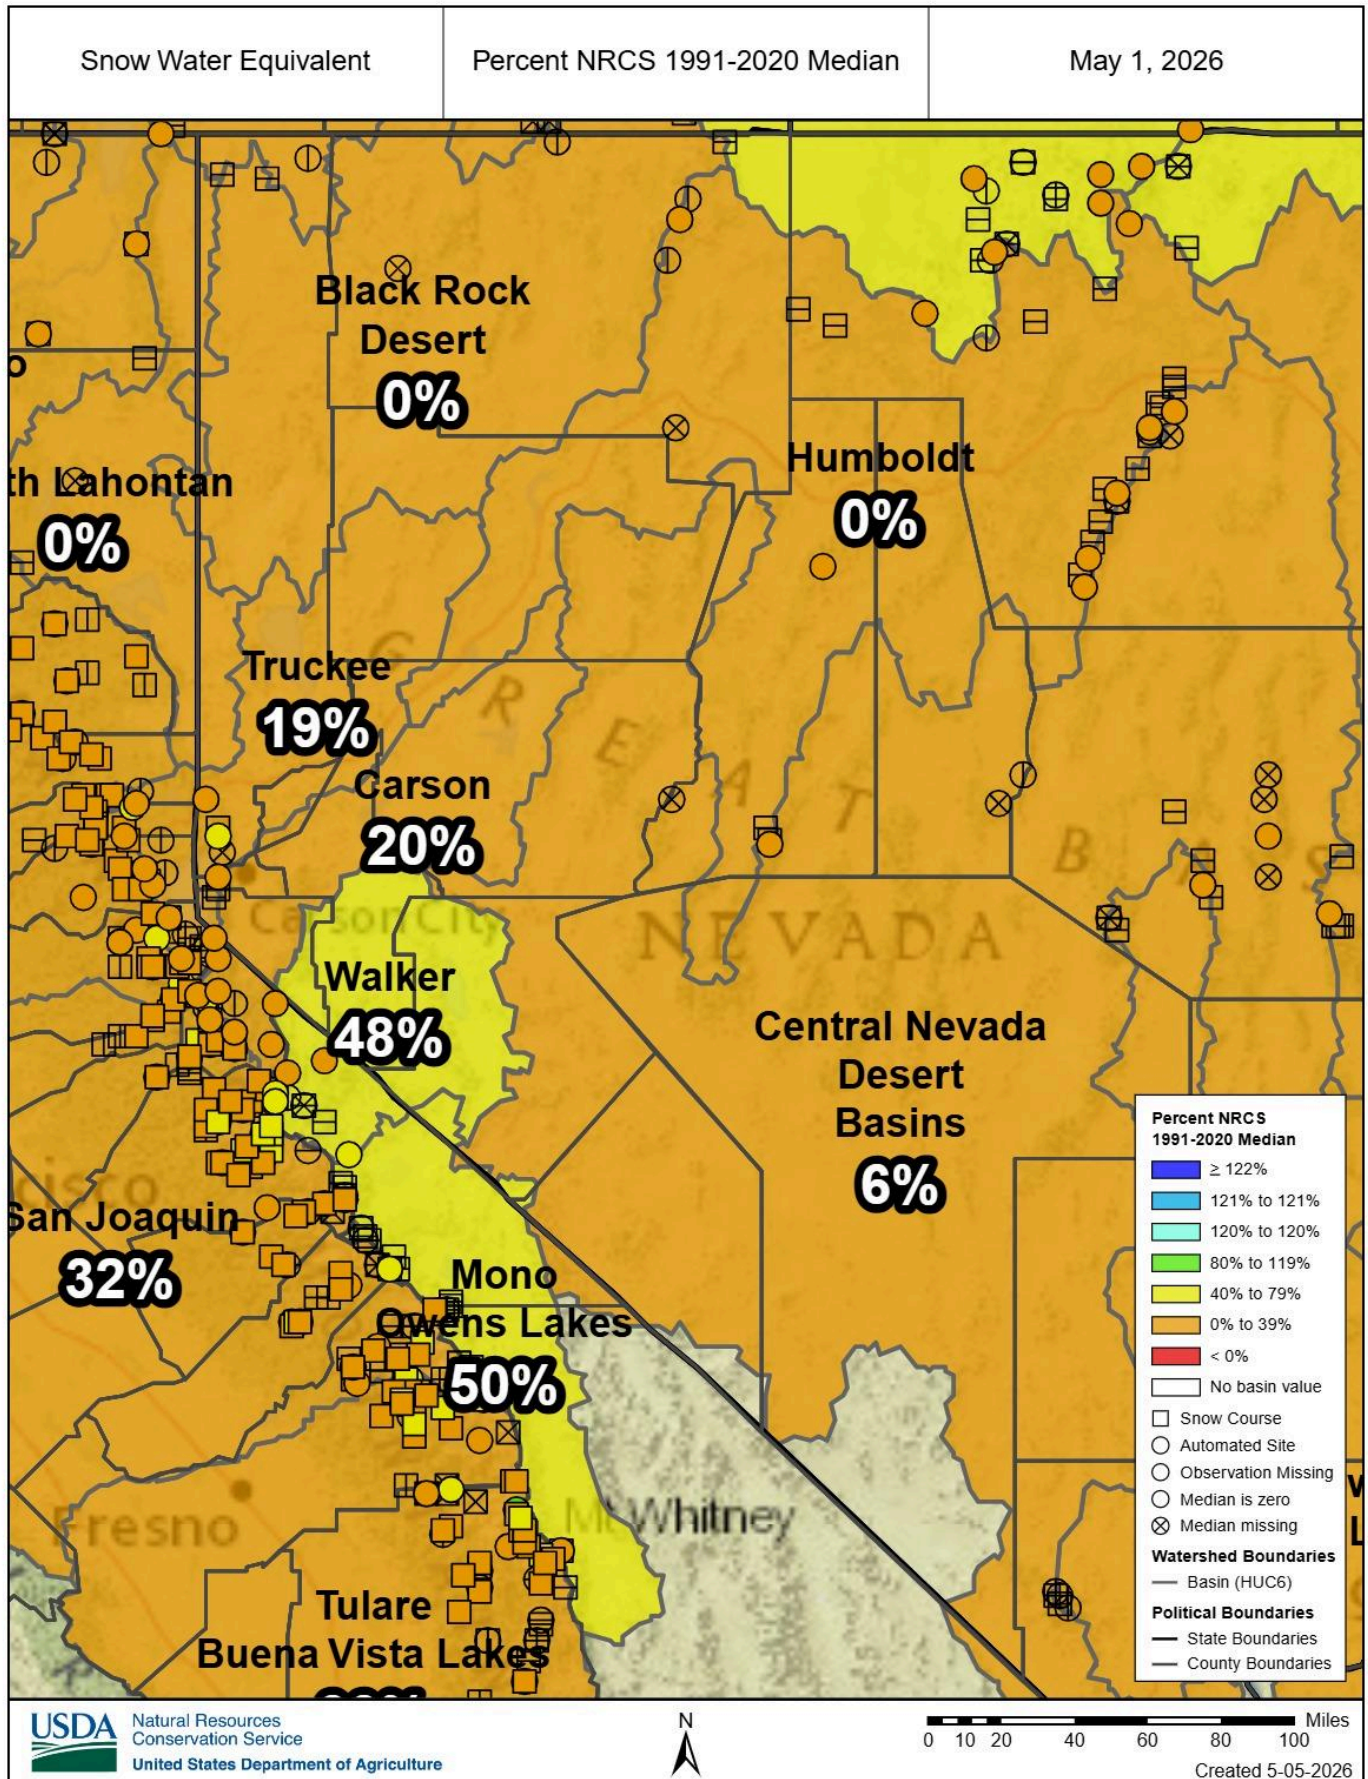 Snow Water Equivalent
Percent NRCS 1991-2020 Median
May 1, 2026
Black Rock
Desert
0%
o
Humboldt
0%
th Lahontan
0%
G R E A T B A S
Truckee
19%
Carson
20%
Carson City
NEVADA
Walker
48%
Central Nevada
Desert
Basins
6%
cisco
San Joaquin
32%
Mono
Owens Lakes
50%
Fresno
Mt Whitney
Tulare
Buena Vista Lakes
Percent NRCS
1991-2020 Median
≥ 122%
121% to 121%
120% to 120%
80% to 119%
40% to 79%
0% to 39%
< 0%
No basin value
Snow Course
Automated Site
Observation Missing
Median is zero
Median missing
Watershed Boundaries
Basin (HUC6)
Political Boundaries
State Boundaries
County Boundaries
USDA
Natural Resources
Conservation Service
United States Department of Agriculture
N
Miles
0 10 20 40 60 80 100
Created 5-05-2026